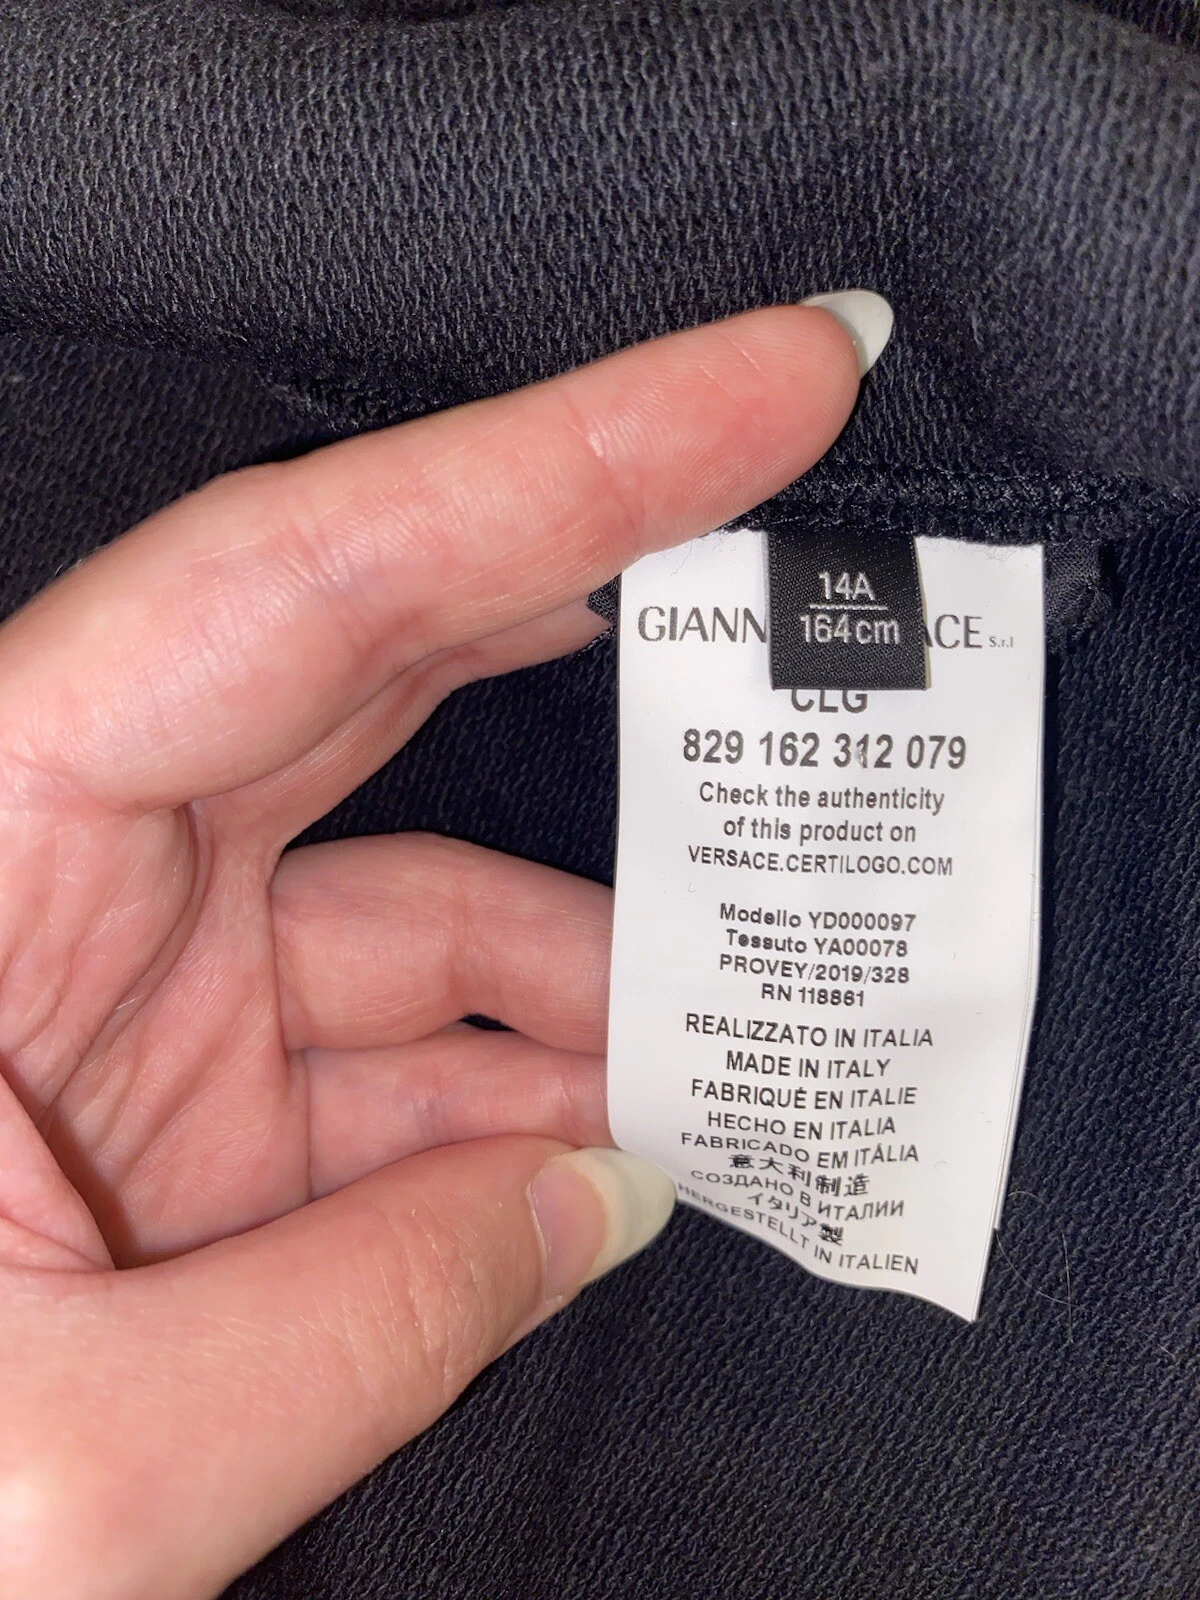 14A
164cm
GIANN ACE S.r.l
CLG
829 162 312 079
Check the authenticity
of this product on
VERSACE.CERTILOGO.COM
Modello YD000097
Tessuto YA00078
PROVEY/2019/328
RN 118861
REALIZZATO IN ITALIA
MADE IN ITALY
FABRIQUÉ EN ITALIE
HECHO EN ITALIA
FABRICADO EM ITÁLIA
意大利制造
СОЗДАНО В ИТАЛИИ
イタリア製
HERGESTELLT IN ITALIEN